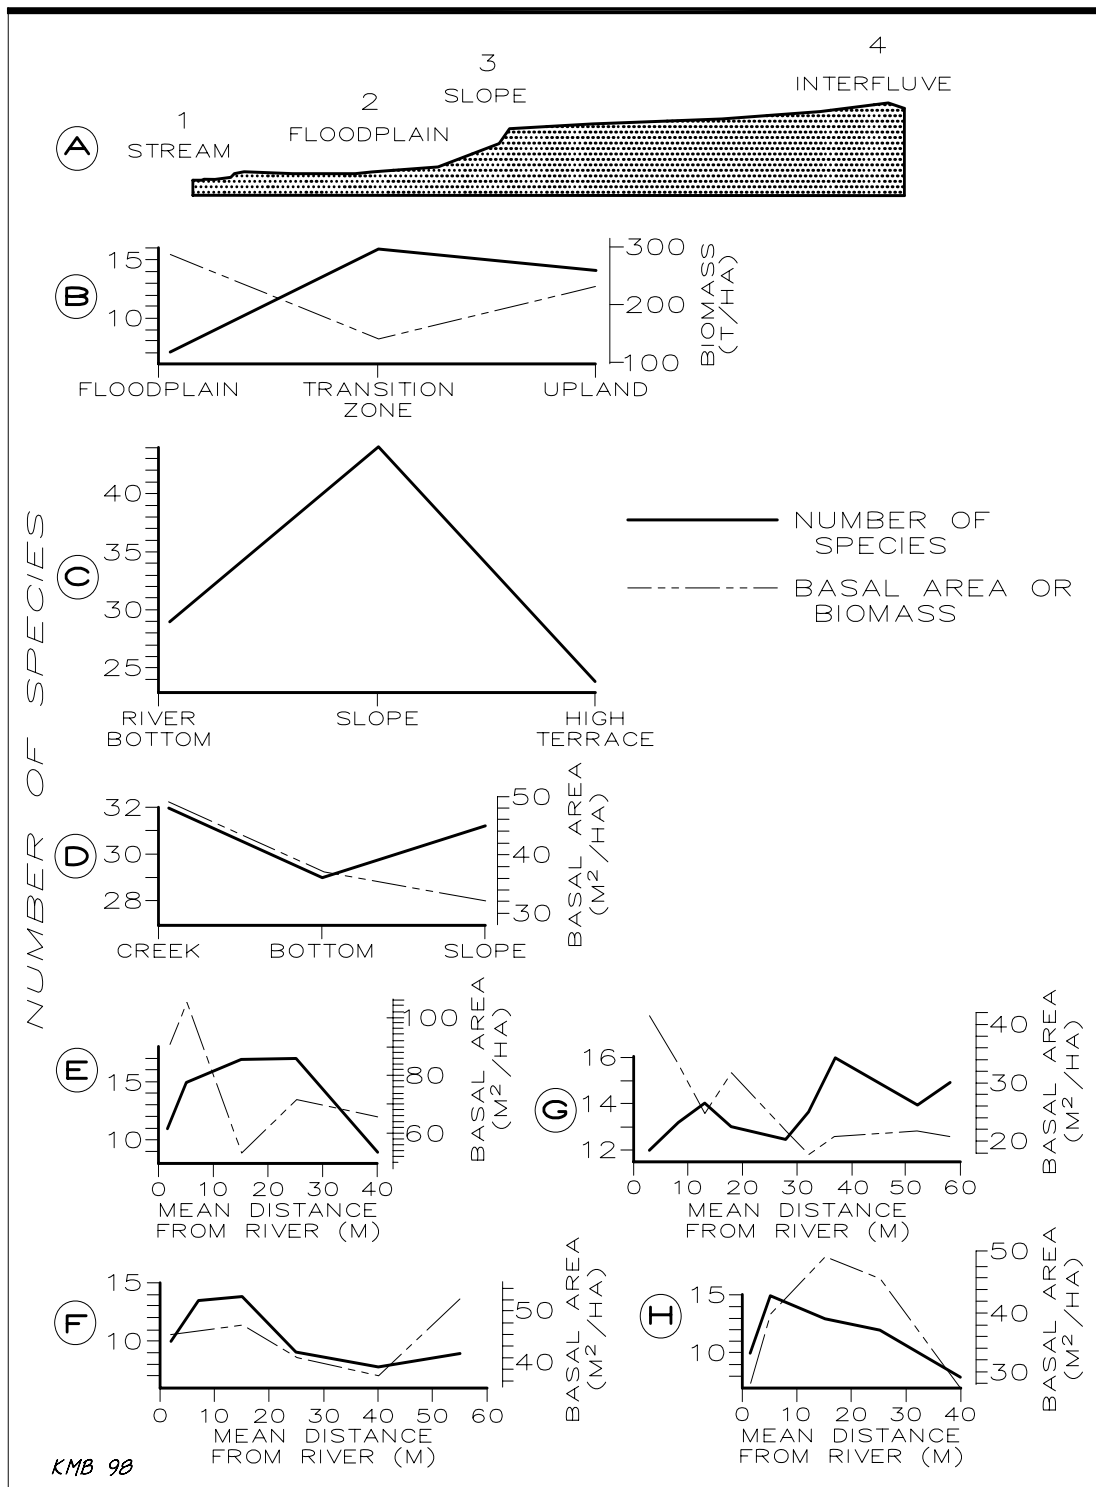 A
1
STREAM
2
FLOODPLAIN
3
SLOPE
4
INTERFLUVE
NUMBER OF SPECIES
B
15
10
300
200
100
BIOMASS
(T/HA)
FLOODPLAIN
TRANSITION
ZONE
UPLAND
C
40
35
30
25
RIVER
BOTTOM
SLOPE
HIGH
TERRACE
NUMBER OF
SPECIES
BASAL AREA OR
BIOMASS
D
32
30
28
50
40
30
BASAL AREA
(M²/HA)
CREEK
BOTTOM
SLOPE
E
15
10
100
80
60
BASAL AREA
(M²/HA)
0 10 20 30 40
MEAN DISTANCE
FROM RIVER (M)
G
16
14
12
40
30
20
BASAL AREA
(M²/HA)
0 10 20 30 40 50 60
MEAN DISTANCE
FROM RIVER (M)
F
15
10
50
40
BASAL AREA
(M²/HA)
0 10 20 30 40 50 60
MEAN DISTANCE
FROM RIVER (M)
H
15
10
50
40
30
BASAL AREA
(M²/HA)
0 10 20 30 40
MEAN DISTANCE
FROM RIVER (M)
KMB 98